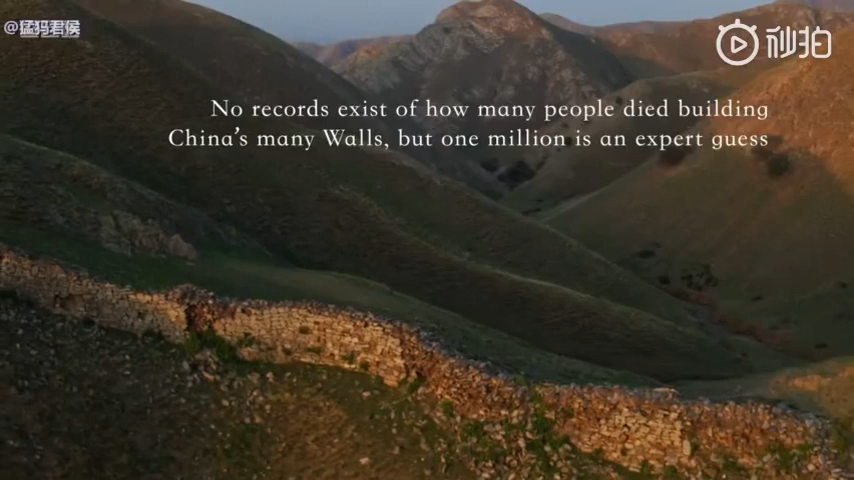 @猛犸君侯
秒拍
No records exist of how many people died building
China's many Walls, but one million is an expert guess